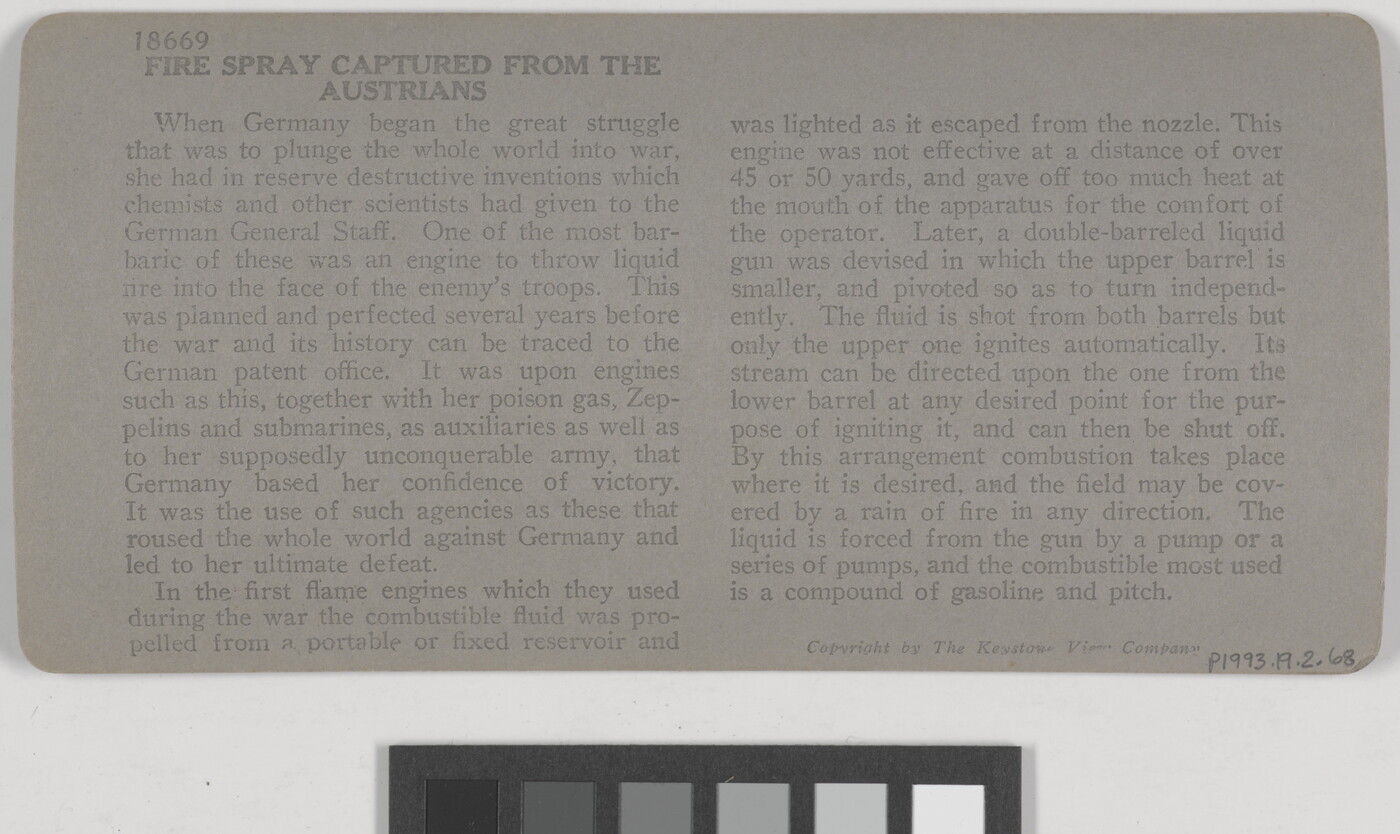 18669
FIRE SPRAY CAPTURED FROM THE
AUSTRIANS
When Germany began the great struggle
that was to plunge the whole world into war,
she had in reserve destructive inventions which
chemists and other scientists had given to the
German General Staff. One of the most bar-
baric of these was an engine to throw liquid
fire into the face of the enemy's troops. This
was planned and perfected several years before
the war and its history can be traced to the
German patent office. It was upon engines
such as this, together with her poison gas, Zep-
pelins and submarines, as auxiliaries as well as
to her supposedly unconquerable army, that
Germany based her confidence of victory.
It was the use of such agencies as these that
roused the whole world against Germany and
led to her ultimate defeat.
In the first flame engines which they used
during the war the combustible fluid was pro-
pelled from a portable or fixed reservoir and
was lighted as it escaped from the nozzle. This
engine was not effective at a distance of over
45 or 50 yards, and gave off too much heat at
the mouth of the apparatus for the comfort of
the operator. Later, a double-barreled liquid
gun was devised in which the upper barrel is
smaller, and pivoted so as to turn independ-
ently. The fluid is shot from both barrels but
only the upper one ignites automatically. Its
stream can be directed upon the one from the
lower barrel at any desired point for the pur-
pose of igniting it, and can then be shut off.
By this arrangement combustion takes place
where it is desired, and the field may be cov-
ered by a rain of fire in any direction. The
liquid is forced from the gun by a pump or a
series of pumps, and the combustible most used
is a compound of gasoline and pitch.
Copyright by The Keystone View Company
P1993.19.2.68